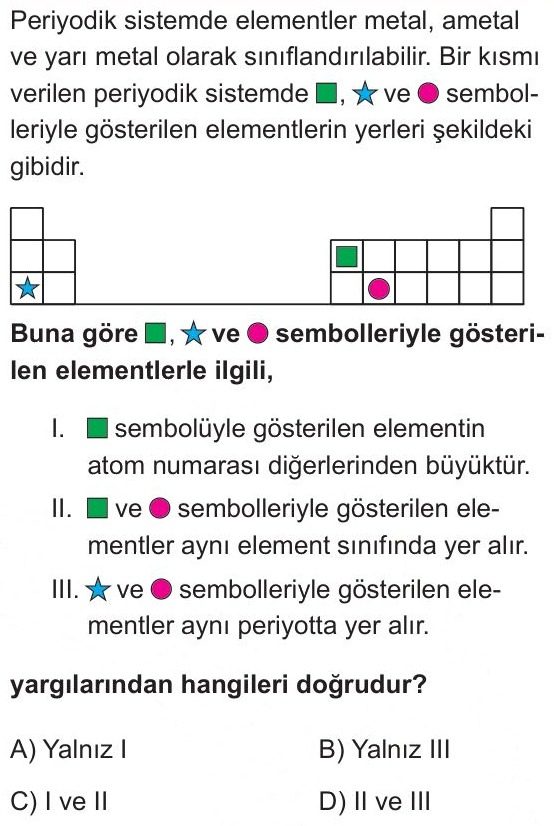 Periyodik sistemde elementler metal, ametal
ve yarı metal olarak sınıflandırılabilir. Bir kısmı
verilen periyodik sistemde , ve sembol-
leriyle gösterilen elementlerin yerleri şekildeki
gibidir.
Buna göre , ve sembolleriyle gösteri-
len elementlerle ilgili,
I. sembolüyle gösterilen elementin
atom numarası diğerlerinden büyüktür.
II. ve sembolleriyle gösterilen ele-
mentler aynı element sınıfında yer alır.
III. ve sembolleriyle gösterilen ele-
mentler aynı periyotta yer alır.
yargılarından hangileri doğrudur?
A) Yalnız I B) Yalnız III
C) I ve II D) II ve III